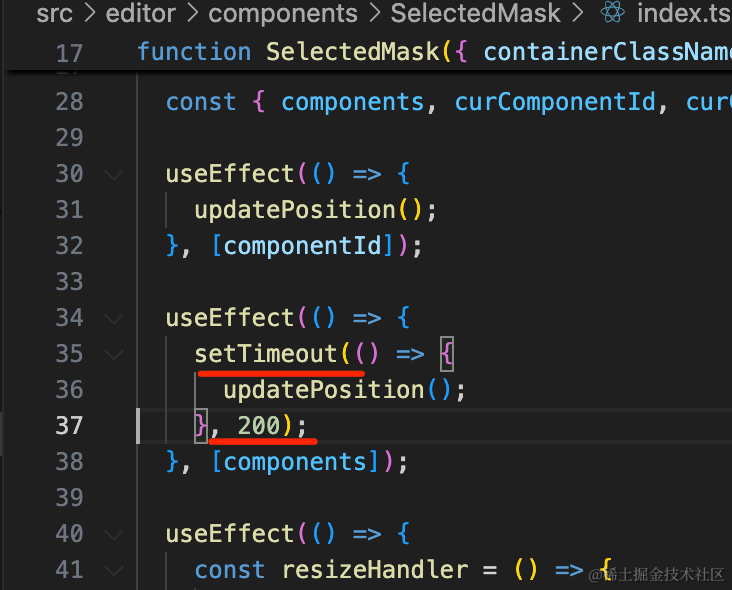 src > editor > components > SelectedMask > index.ts
17 function SelectedMask({ containerClassName
28 const { components, curComponentId, cur
29
30 useEffect(() => {
31 updatePosition();
32 }, [componentId]);
33
34 useEffect(() => {
35 setTimeout(() => {
36 updatePosition();
37 }, 200);
38 }, [components]);
39
40 useEffect(() => {
41 const resizeHandler = () => {
@稀土掘金技术社区